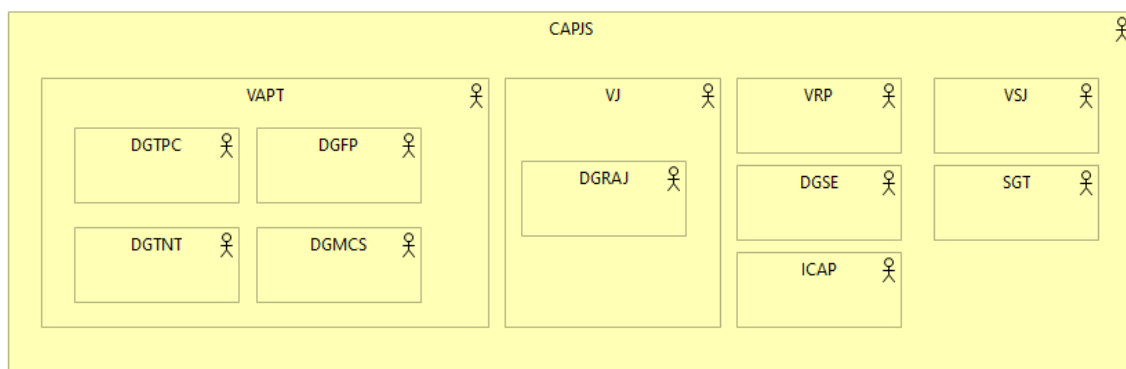 CAPJS
VAPT
DGTPC
DGFP
DGTNT
DGMCS
VJ
DGRAJ
VRP
VSJ
DGSE
SGT
ICAP